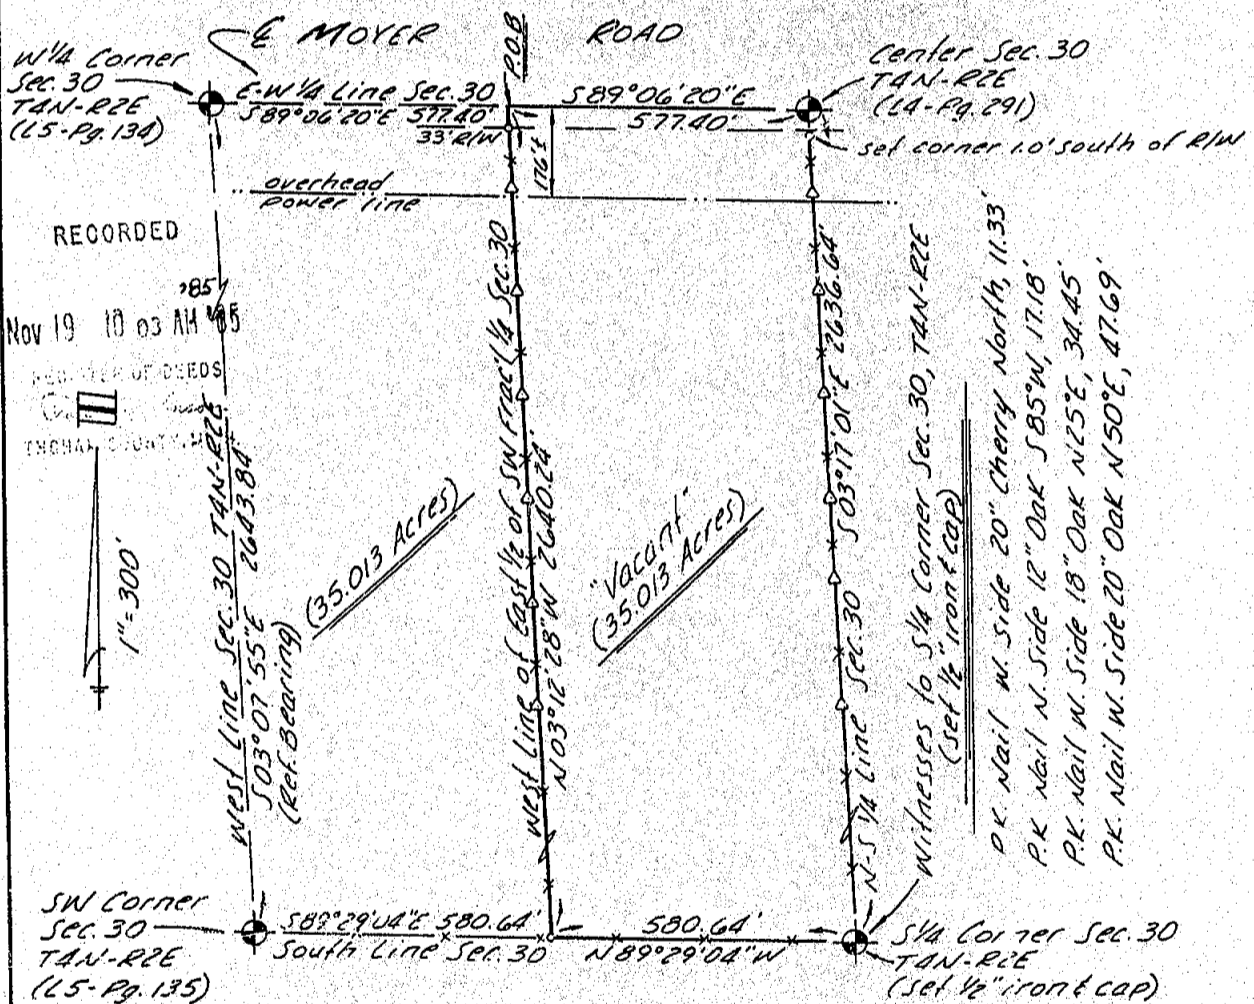 ℄ MOYER ROAD
P.O.B
W¼ Corner
Sec. 30
T4N-R2E
(L5-Pg. 134)
Center Sec. 30
T4N-R2E
(L4-Pg. 291)
E-W¼ Line Sec. 30
S89°06'20"E 577.40'
33' R/W
S89°06'20"E
577.40'
176'±
set corner 1.0' south of R/W
overhead
power line
RECORDED
'85
Nov 19 10 03 AM '85
REGISTER OF DEEDS
1"=300'
West Line Sec. 30 T4N-R2E
S03°07'55"E 2643.84'
(Ref. Bearing)
(35.013 Acres)
West Line of East ½ of SW Frac'l ¼ Sec. 30
N03°12'28"W 2640.24'
"Vacant"
(35.013 Acres)
N-S ¼ Line Sec. 30 S03°17'01"E 2636.64'
Witnesses to S¼ Corner Sec. 30, T4N-R2E
(set ½" iron & cap)
P.K. Nail W. Side 20" Cherry North, 11.33'
P.K. Nail N. Side 12" Oak S85°W, 17.18'
P.K. Nail W. Side 18" Oak N25°E, 34.45'
P.K. Nail W. Side 20" Oak N50°E, 47.69'
SW Corner
Sec. 30
T4N-R2E
(L5-Pg. 135)
S89°29'04"E 580.64'
South Line Sec. 30
580.64'
N89°29'04"W
S¼ Corner Sec. 30
T4N-R2E
(set ½" iron & cap)